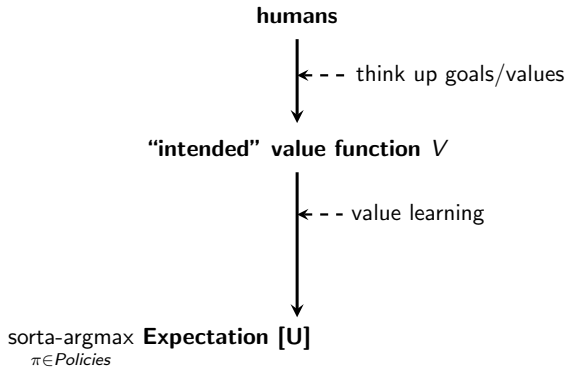 humans
think up goals/values
“intended” value function V
value learning
sorta-argmax Expectation [U]
π∈Policies